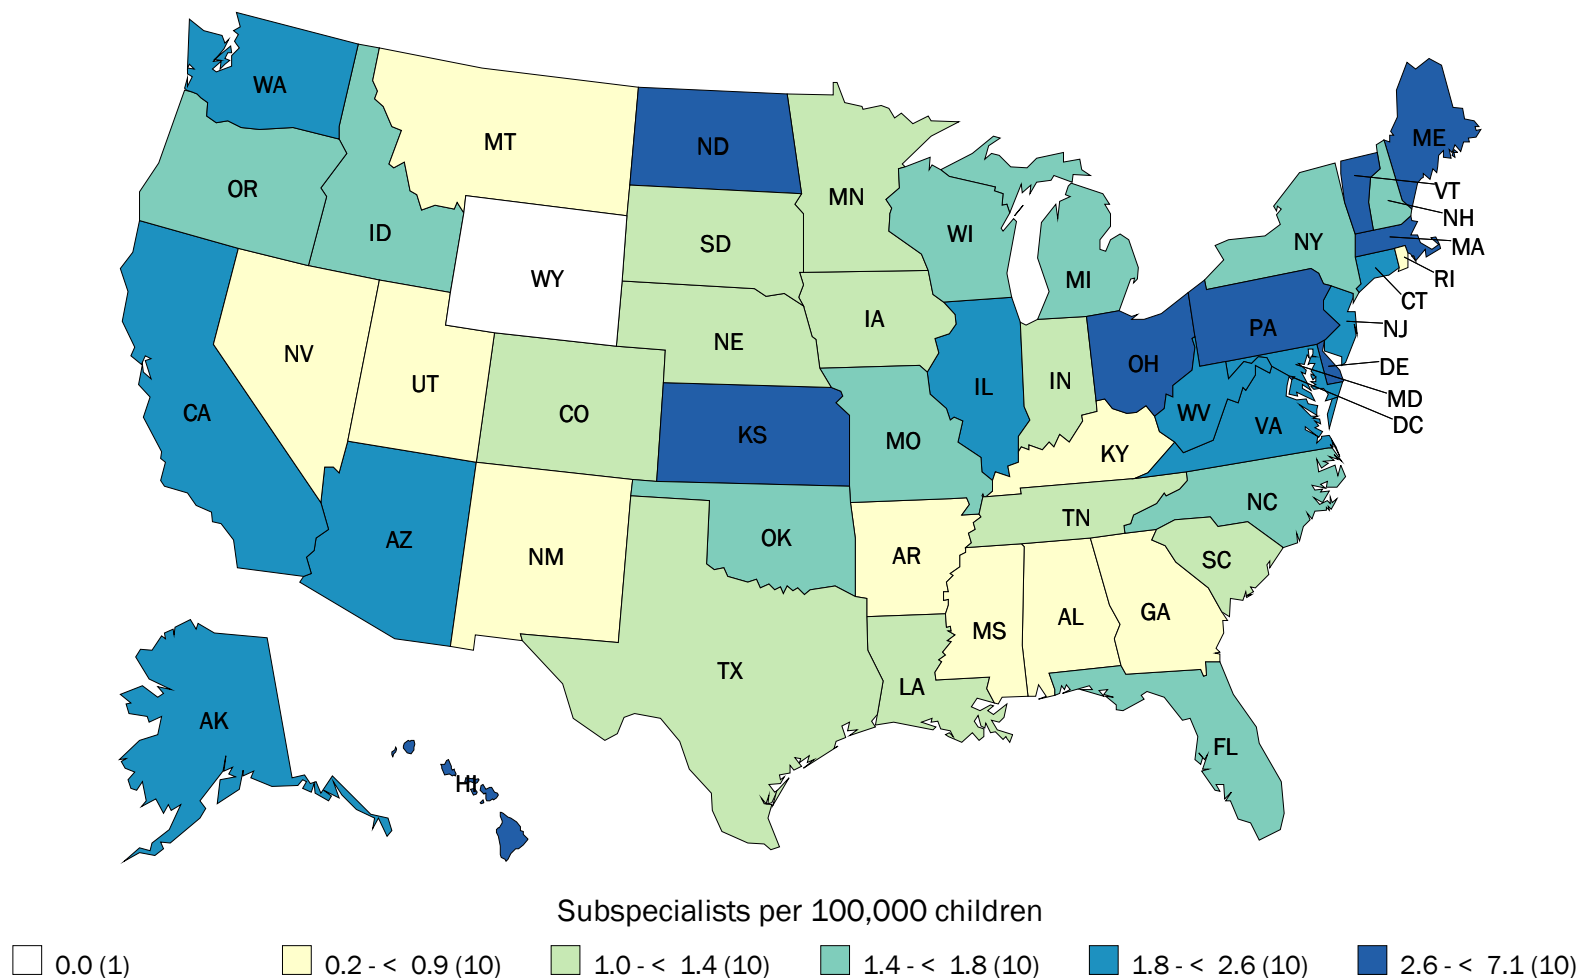 WA
MT
ND
ME
OR
MN
VT
ID
SD
WI
NH
NY
MA
WY
MI
RI
IA
CT
NE
PA
NJ
NV
UT
OH
DE
CO
IN
IL
MD
CA
KS
WV
VA
DC
MO
KY
NC
TN
AZ
OK
NM
AR
SC
MS
AL
GA
TX
LA
AK
FL
HI
Subspecialists per 100,000 children
0.0 (1) 0.2 - < 0.9 (10) 1.0 - < 1.4 (10) 1.4 - < 1.8 (10) 1.8 - < 2.6 (10) 2.6 - < 7.1 (10)